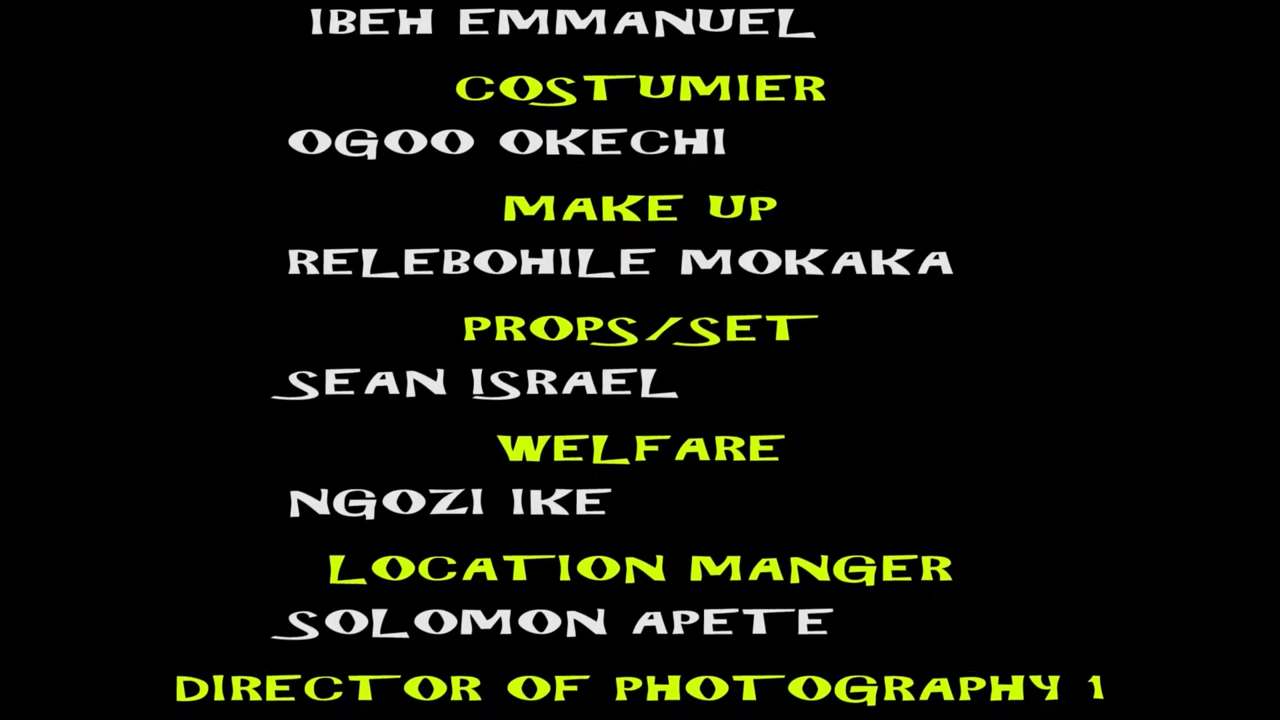 IBEH EMMANUEL
COSTUMIER
OGOO OKECHI
MAKE UP
RELEBOHILE MOKAKA
PROPS/SET
SEAN ISRAEL
WELFARE
NGOZI IKE
LOCATION MANGER
SOLOMON APETE
DIRECTOR OF PHOTOGRAPHY 1